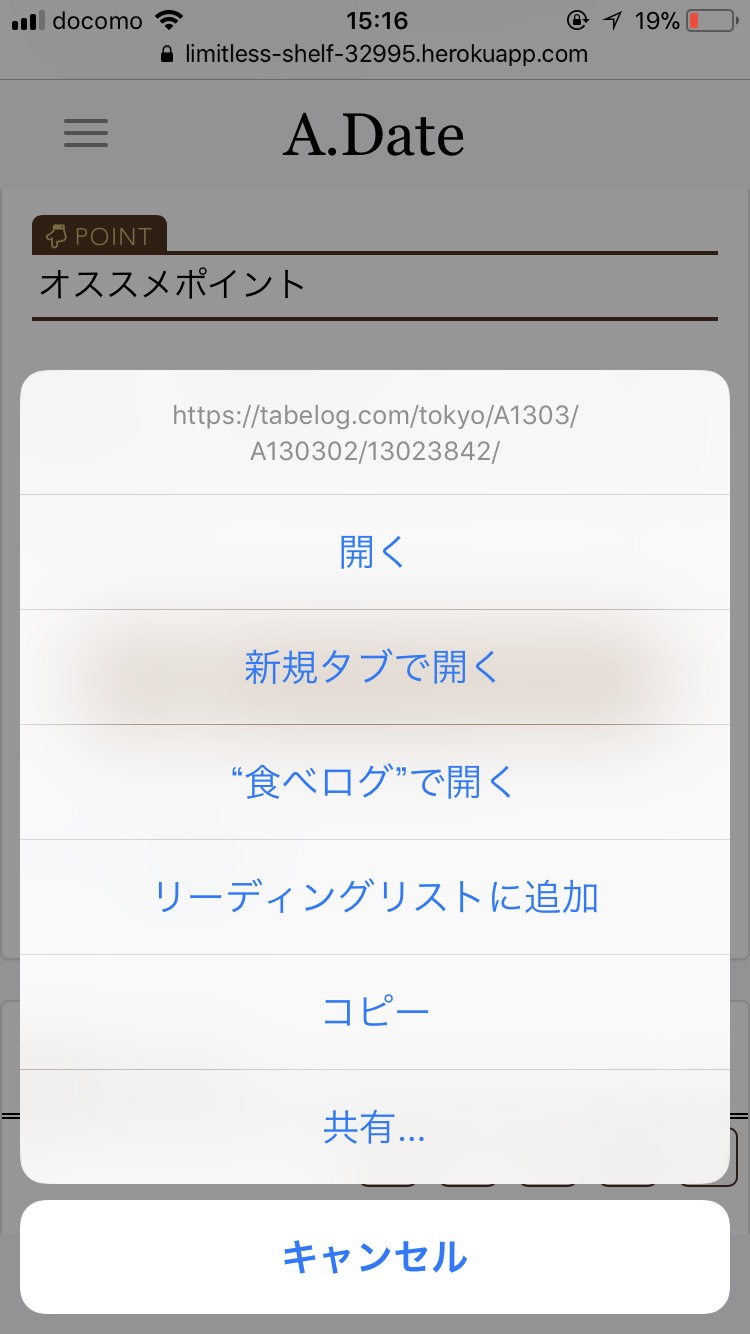 docomo 15:16 19%
limitless-shelf-32995.herokuapp.com
A.Date
POINT
オススメポイント
https://tabelog.com/tokyo/A1303/
A130302/13023842/
開く
新規タブで開く
“食べログ”で開く
リーディングリストに追加
コピー
共有...
キャンセル